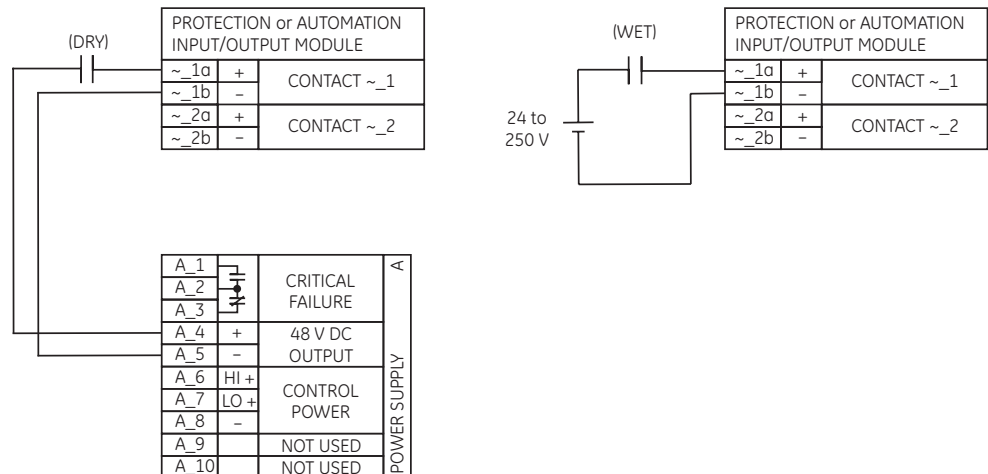 (DRY)
PROTECTION or AUTOMATION
INPUT/OUTPUT MODULE
~_1a + CONTACT ~_1
~_1b –
~_2a + CONTACT ~_2
~_2b –
(WET)
24 to
250 V
PROTECTION or AUTOMATION
INPUT/OUTPUT MODULE
~_1a + CONTACT ~_1
~_1b –
~_2a + CONTACT ~_2
~_2b –
A_1
A_2
A_3
CRITICAL
FAILURE
A_4 + 48 V DC
A_5 – OUTPUT
A_6 HI +
A_7 LO +
A_8 –
CONTROL
POWER
A_9 NOT USED
A_10 NOT USED
POWER SUPPLY A